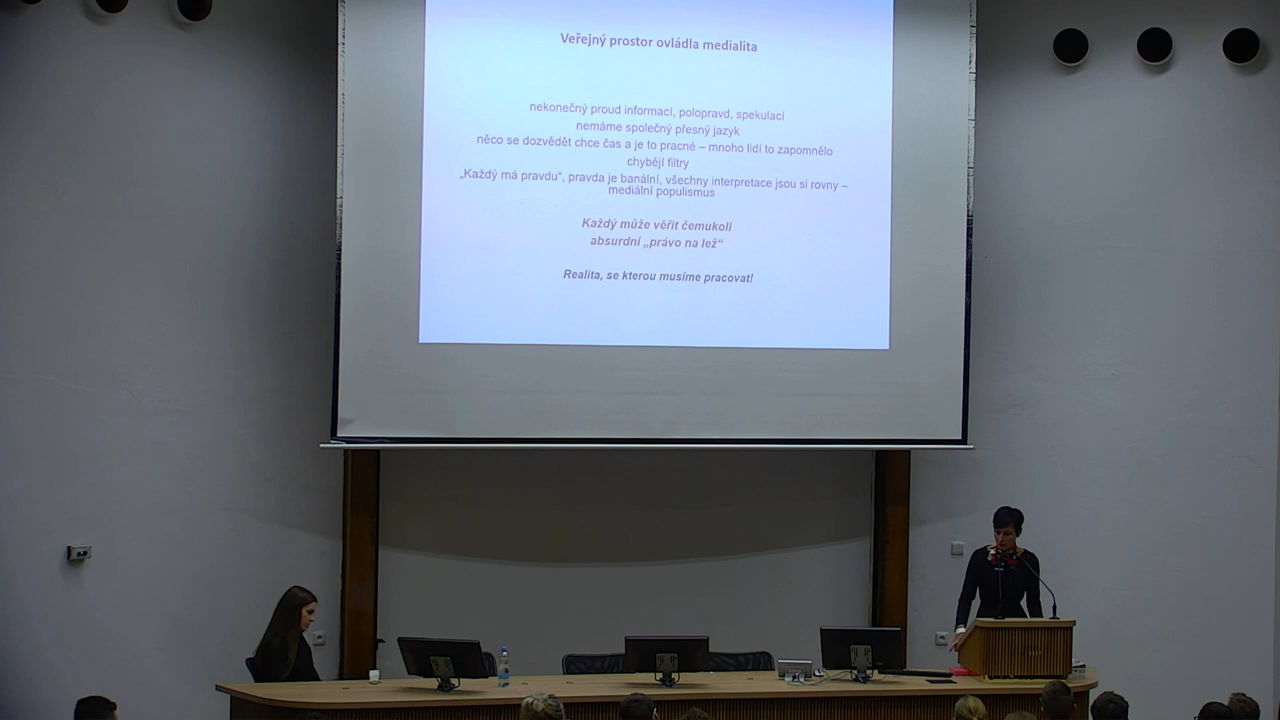 Veřejný prostor ovládla medialita
nekonečný proud informací, polopravd, spekulací
nemáme společný přesný jazyk
něco se dozvědět chce čas a je to pracné – mnoho lidí to zapomnělo
chybějí filtry
„Každý má pravdu“, pravda je banální, všechny interpretace jsou si rovny –
mediální populismus
Každý může věřit čemukoli
absurdní „právo na lež“
Realita, se kterou musíme pracovat!